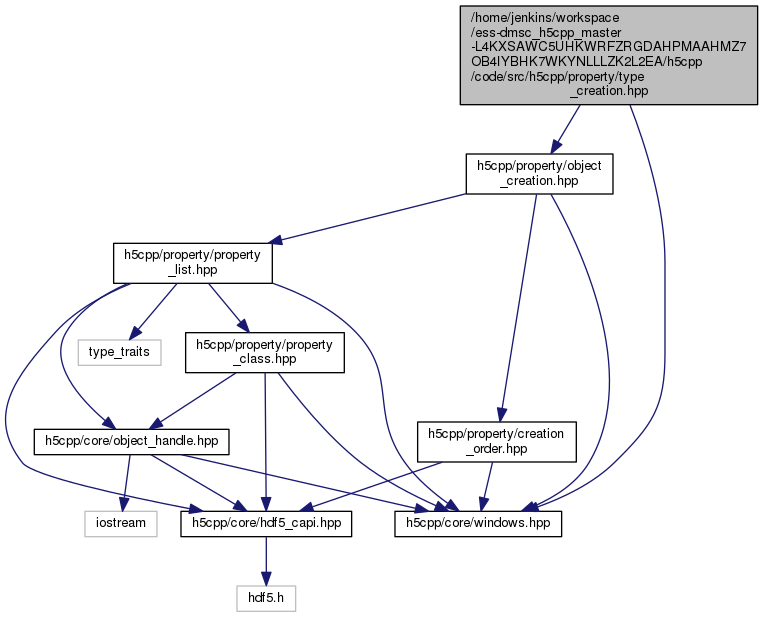 /home/jenkins/workspace
/ess-dmsc_h5cpp_master
-L4KXSAWC5UHKWRFZRGDAHPMAAHMZ7
OB4IYBHK7WKYNLLLZK2L2EA/h5cpp
/code/src/h5cpp/property/type
_creation.hpp
h5cpp/property/object
_creation.hpp
h5cpp/property/property
_list.hpp
type_traits
h5cpp/property/property
_class.hpp
h5cpp/property/creation
_order.hpp
h5cpp/core/object_handle.hpp
iostream
h5cpp/core/hdf5_capi.hpp
h5cpp/core/windows.hpp
hdf5.h